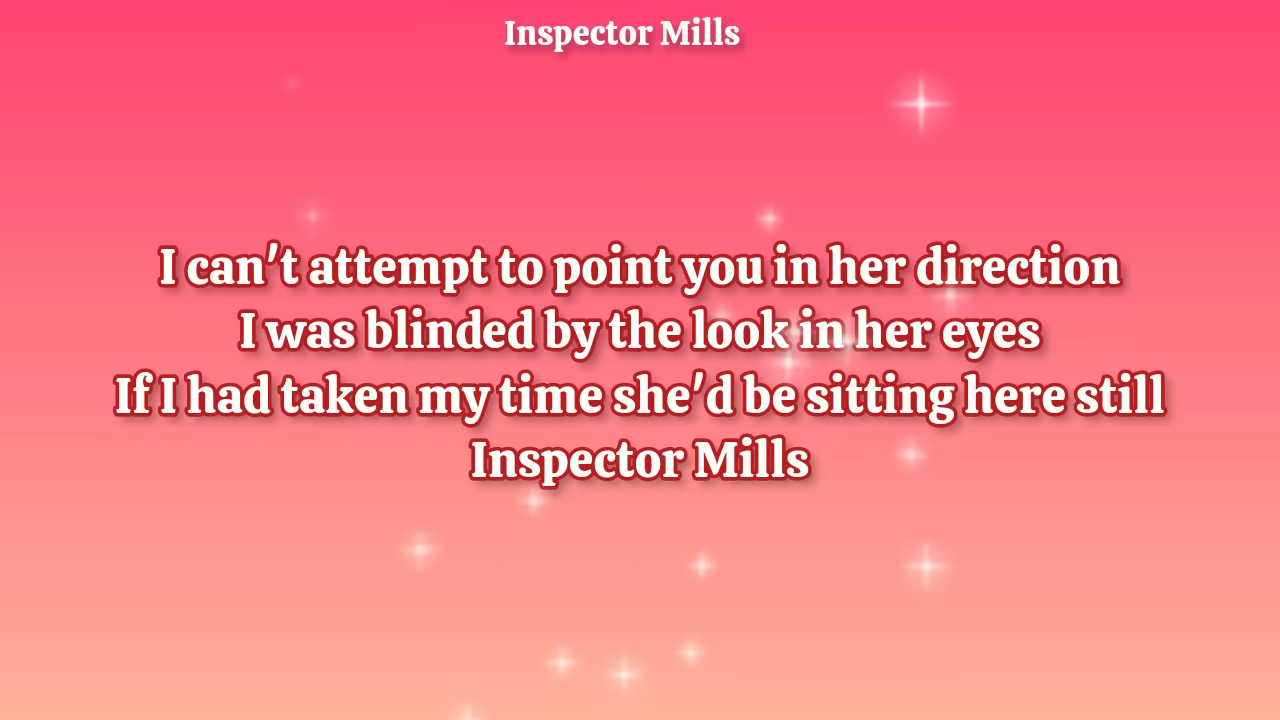 Inspector Mills
I can't attempt to point you in her direction
I was blinded by the look in her eyes
If I had taken my time she'd be sitting here still
Inspector Mills